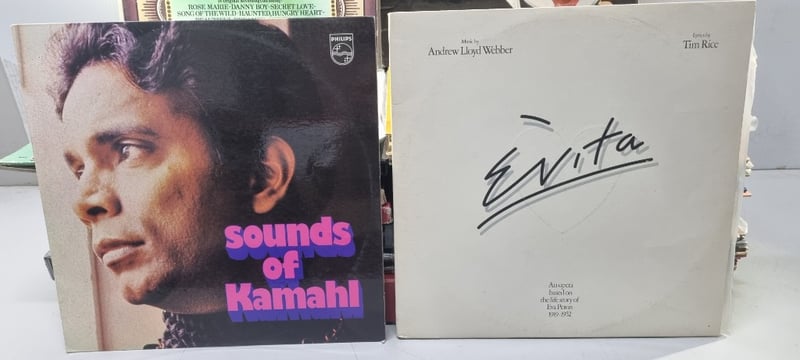 ROSE MARIE·DANNY BOY·SECRET LOVE·
SONG OF THE WILD·HAUNTED, HUNGRY HEART·
PHILIPS
sounds
of
Kamahl
Music by
Andrew Lloyd Webber
Lyrics by
Tim Rice
Evita
An opera
based on
the life story of
Eva Peron
1919-1952